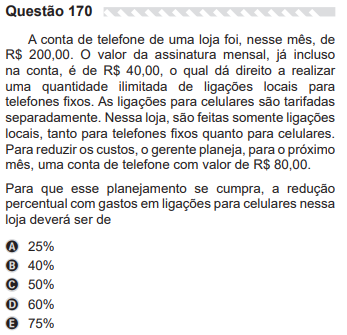 Questão 170
A conta de telefone de uma loja foi, nesse mês, de
R$ 200,00. O valor da assinatura mensal, já incluso
na conta, é de R$ 40,00, o qual dá direito a realizar
uma quantidade ilimitada de ligações locais para
telefones fixos. As ligações para celulares são tarifadas
separadamente. Nessa loja, são feitas somente ligações
locais, tanto para telefones fixos quanto para celulares.
Para reduzir os custos, o gerente planeja, para o próximo
mês, uma conta de telefone com valor de R$ 80,00.
Para que esse planejamento se cumpra, a redução
percentual com gastos em ligações para celulares nessa
loja deverá ser de
A 25%
B 40%
C 50%
D 60%
E 75%